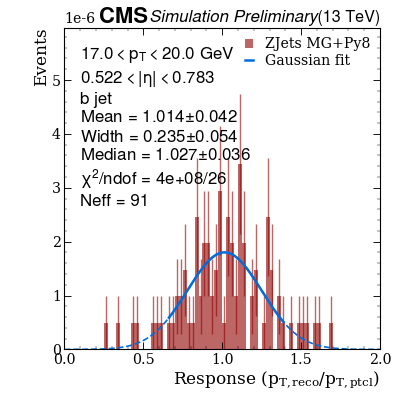 1e-6 CMS Simulation Preliminary (13 TeV)
Events
17.0 < p_T < 20.0 GeV
0.522 < |η| < 0.783
b jet
Mean = 1.014±0.042
Width = 0.235±0.054
Median = 1.027±0.036
χ²/ndof = 4e+08/26
Neff = 91
ZJets MG+Py8
Gaussian fit
5
4
3
2
1
0
0.0 0.5 1.0 1.5 2.0
Response (p_T,reco/p_T,ptcl)